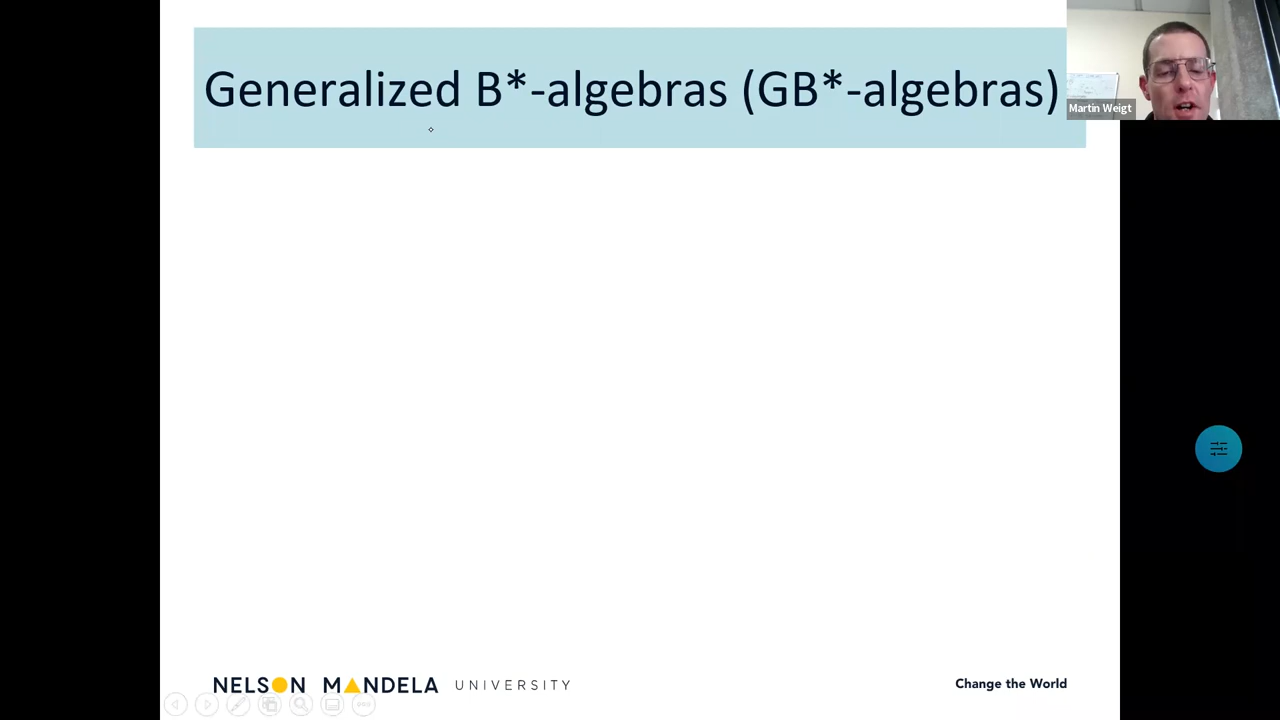 Generalized B*-algebras (GB*-algebras)
Martin Weigt
NELSON MANDELA UNIVERSITY
Change the World